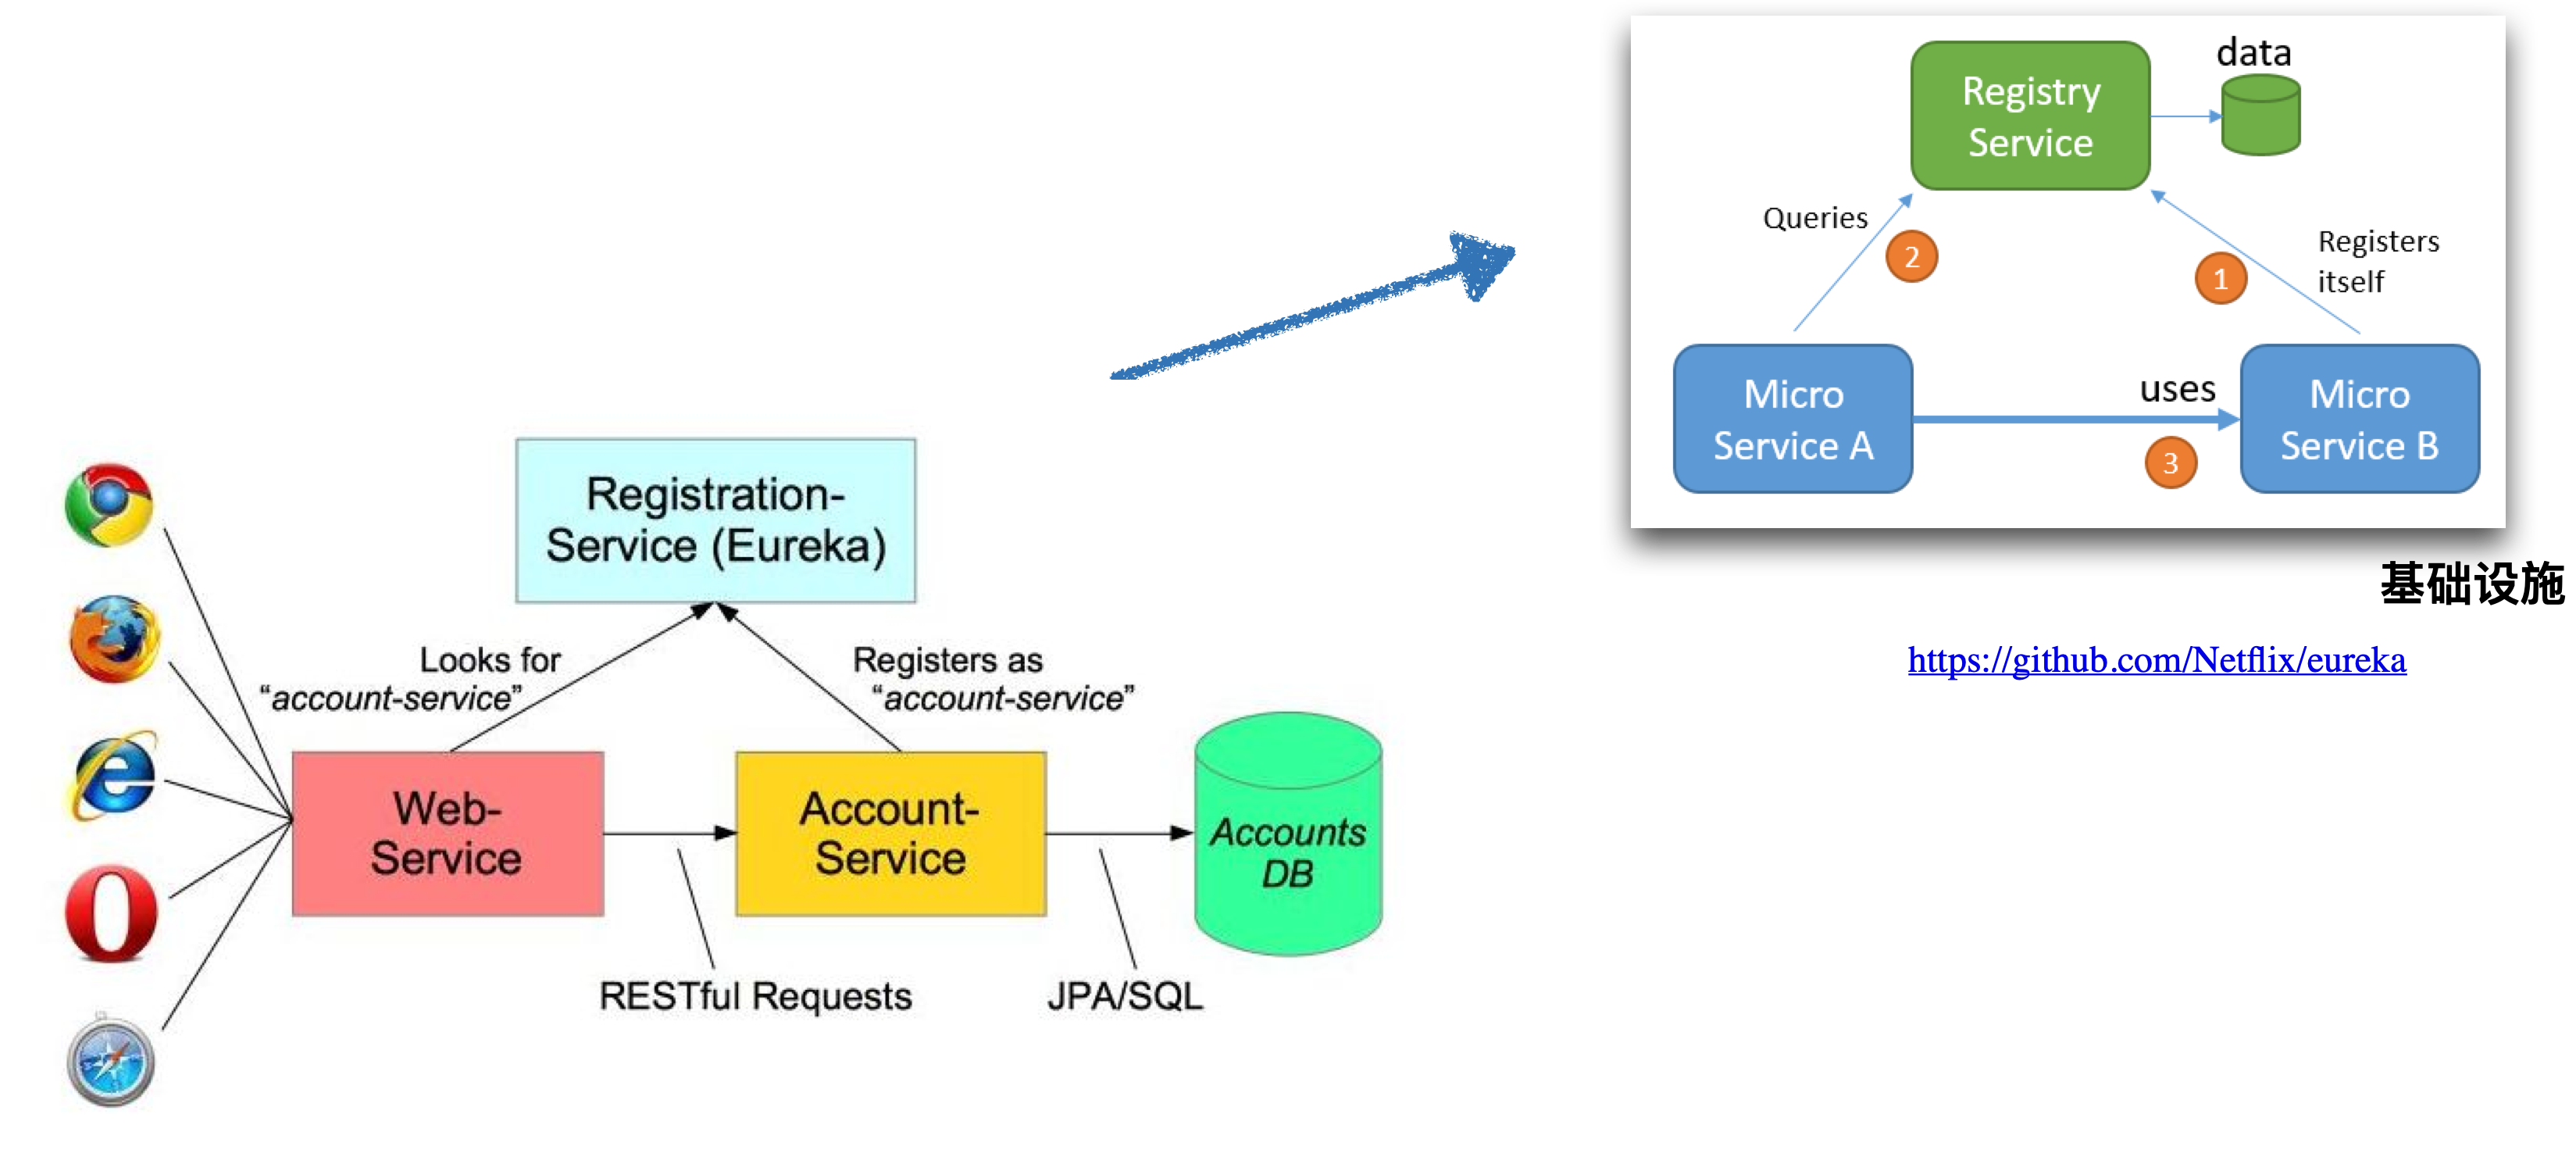 data
Registry
Service
Queries
2
1
Registers
itself
Micro
Service A
uses
3
Micro
Service B
基础设施
https://github.com/Netflix/eureka
Registration-
Service (Eureka)
Looks for
“account-service”
Registers as
“account-service”
Web-
Service
Account-
Service
Accounts
DB
RESTful Requests
JPA/SQL